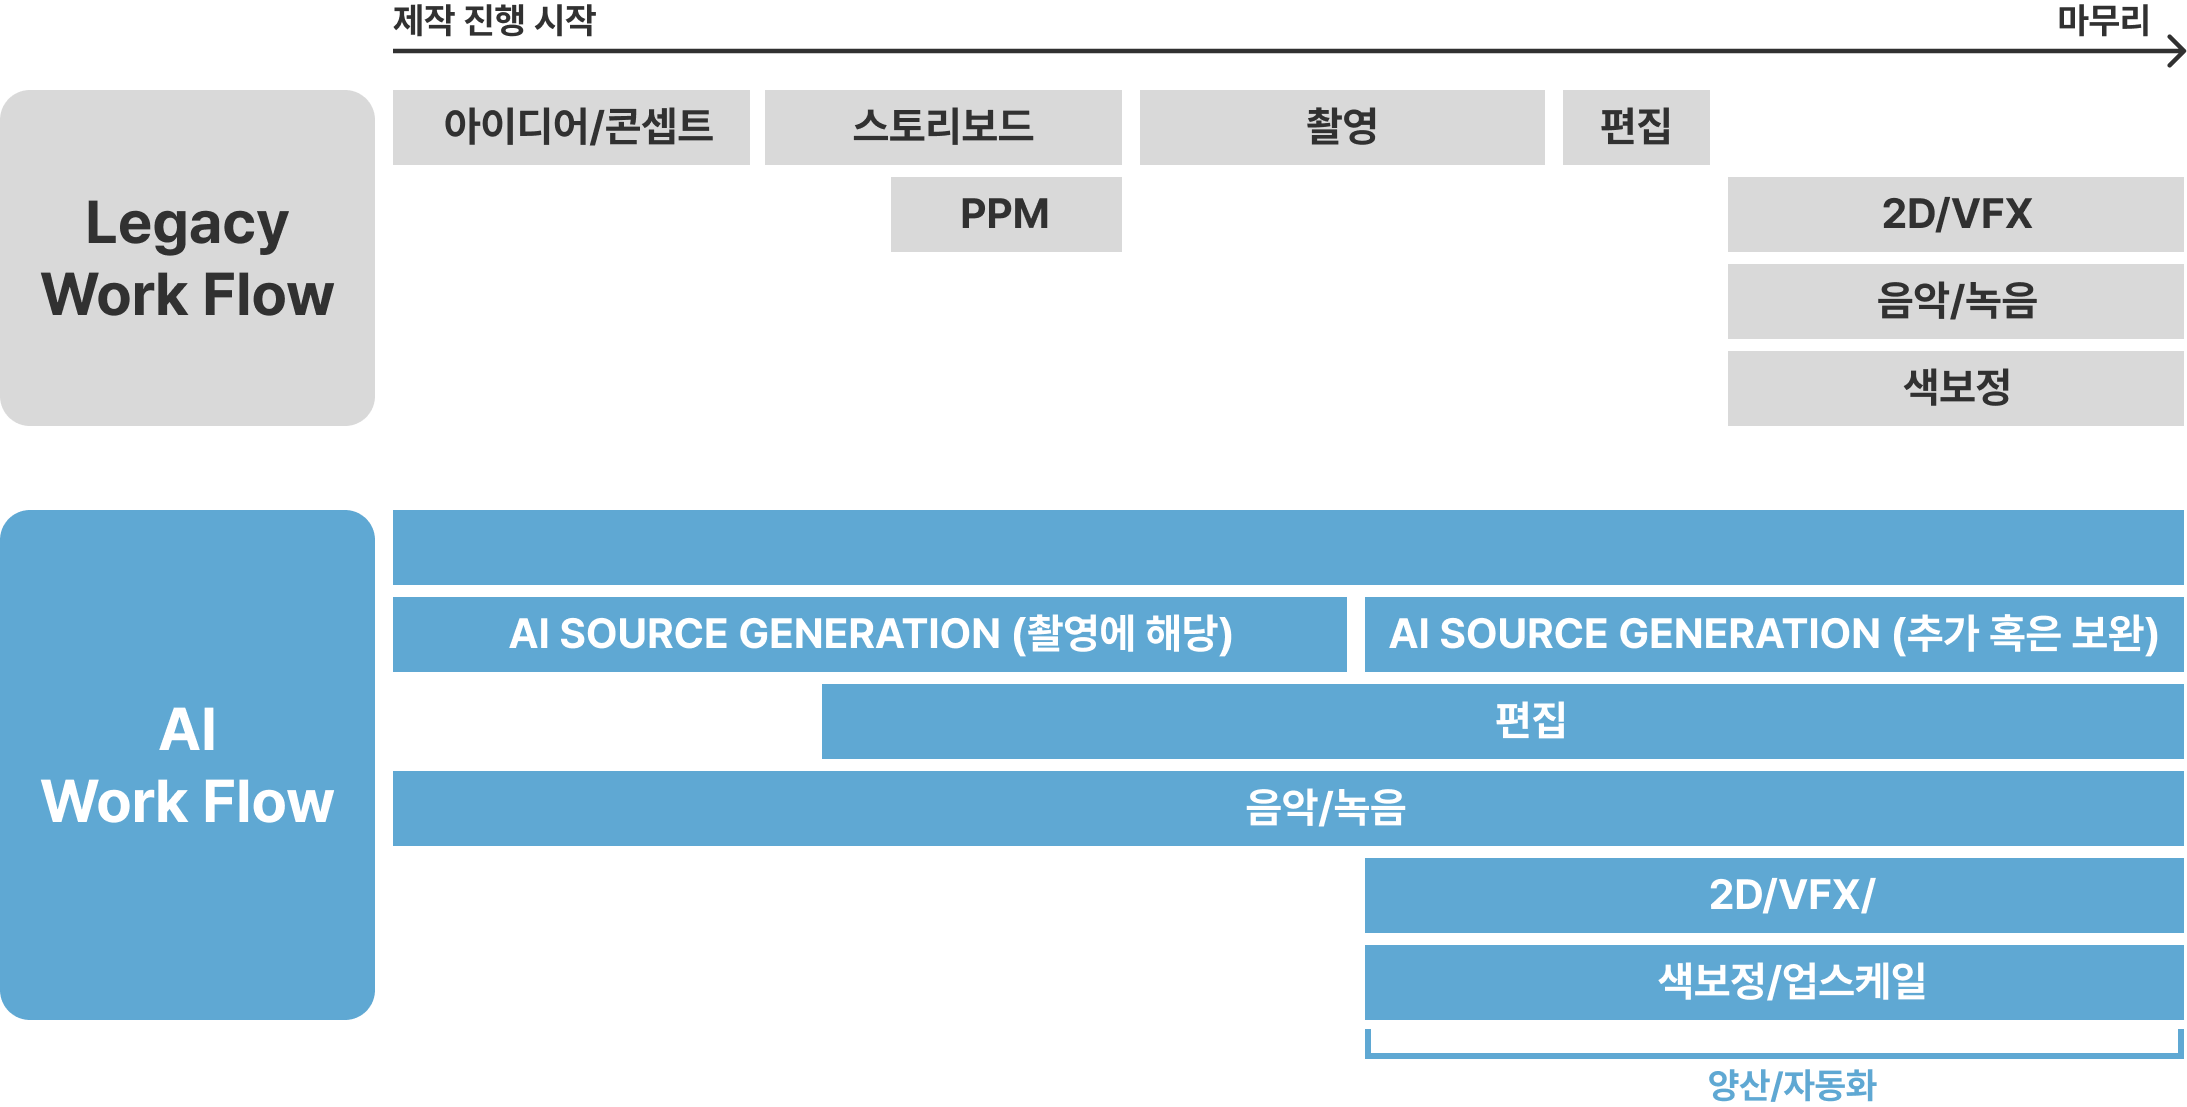 제작 진행 시작
마무리
Legacy
Work Flow
아이디어/콘셉트
스토리보드
촬영
편집
PPM
2D/VFX
음악/녹음
색보정
AI
Work Flow
AI SOURCE GENERATION (촬영에 해당)
AI SOURCE GENERATION (추가 혹은 보완)
편집
음악/녹음
2D/VFX/
색보정/업스케일
양산/자동화